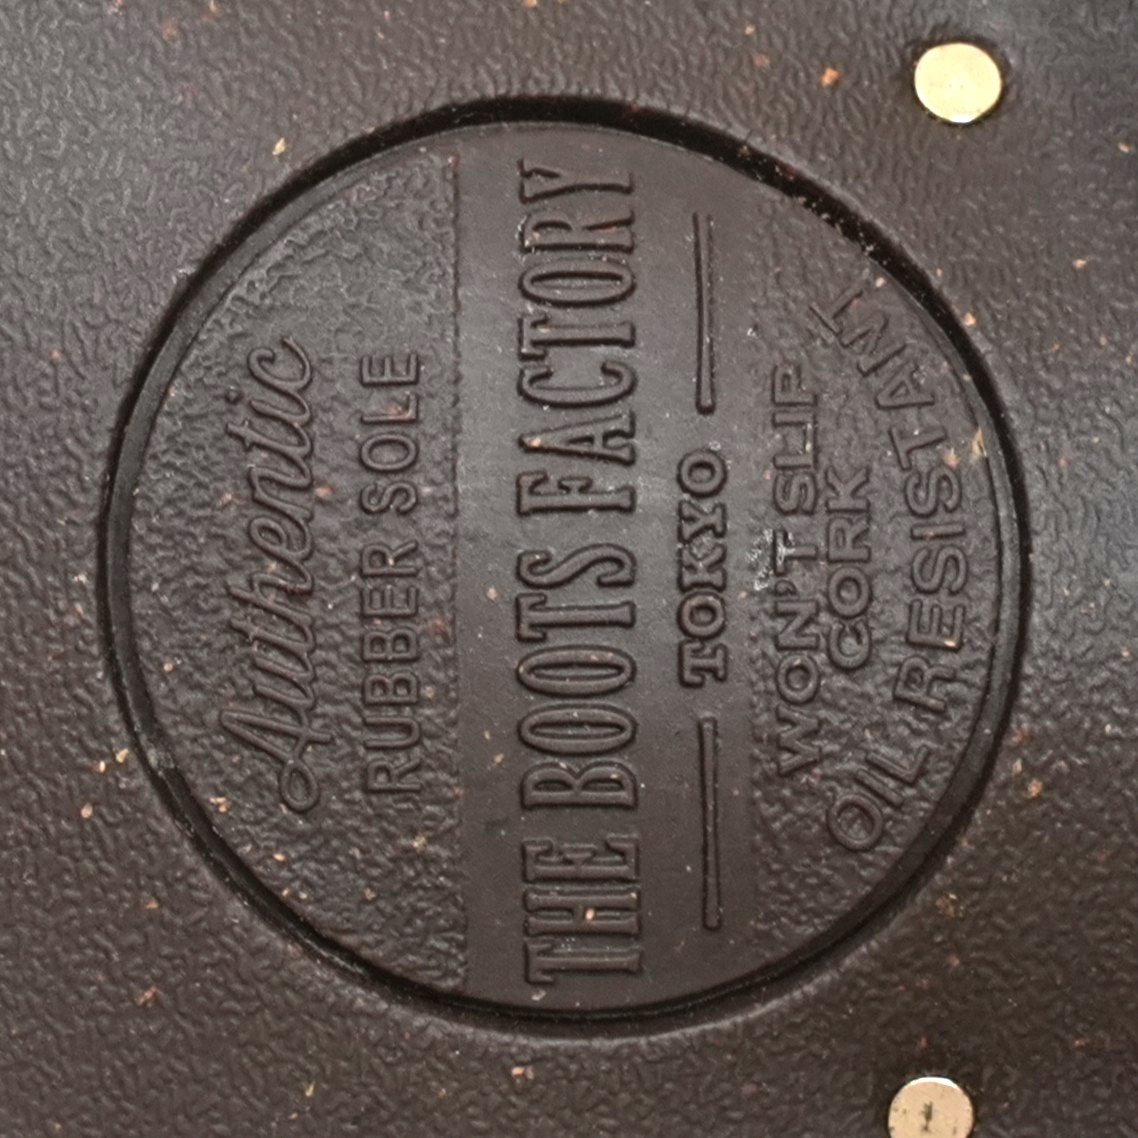 Authentic
RUBBER SOLE
THE BOOTS FACTORY
TOKYO
WON'T SLIP
CORK
OIL RESISTANT